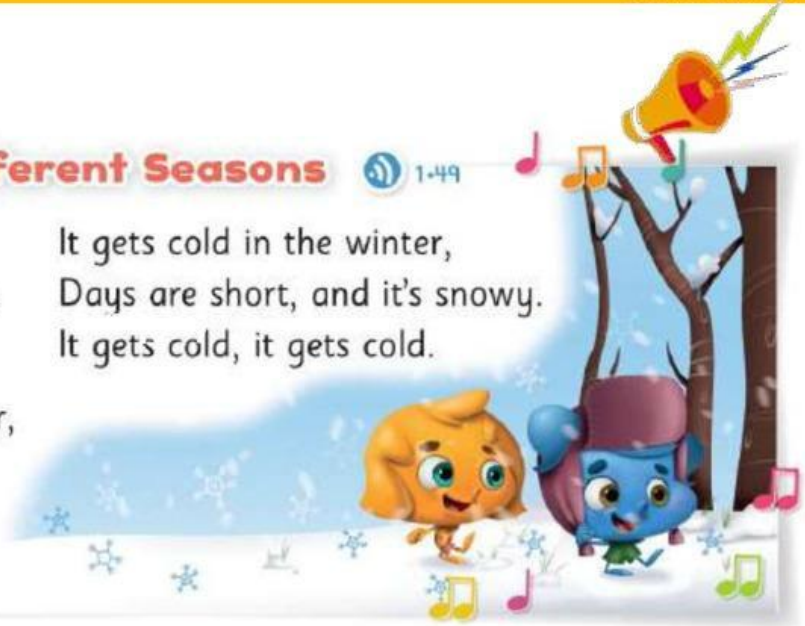 ferent Seasons 1•49
It gets cold in the winter,
Days are short, and it's snowy.
It gets cold, it gets cold.
r,